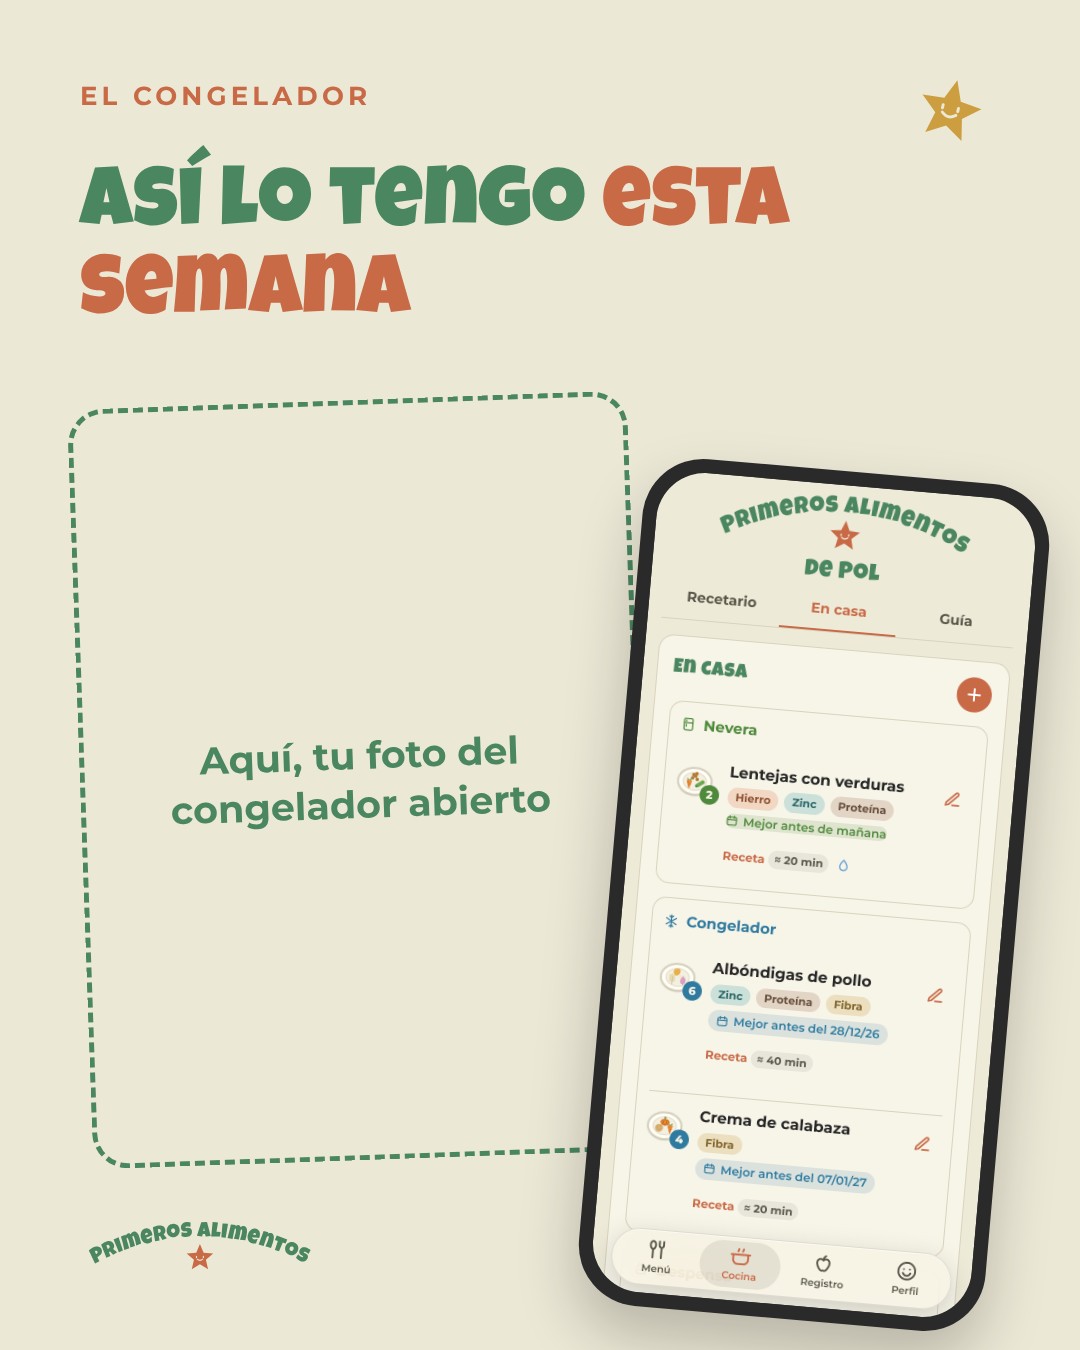 EL CONGELADOR
ASÍ LO TENGO ESTA
SEMANA
Aquí, tu foto del
congelador abierto
PRIMEROS ALIMENTOS
DE POL
Recetario
En casa
Guía
EN CASA
Nevera
2
Lentejas con verduras
Hierro Zinc Proteína
Mejor antes de mañana
Receta ≈ 20 min
Congelador
6
Albóndigas de pollo
Zinc Proteína Fibra
Mejor antes del 28/12/26
Receta ≈ 40 min
4
Crema de calabaza
Fibra
Mejor antes del 07/01/27
Receta ≈ 20 min
Menú
Cocina
Registro
Perfil
PRIMEROS ALIMENTOS